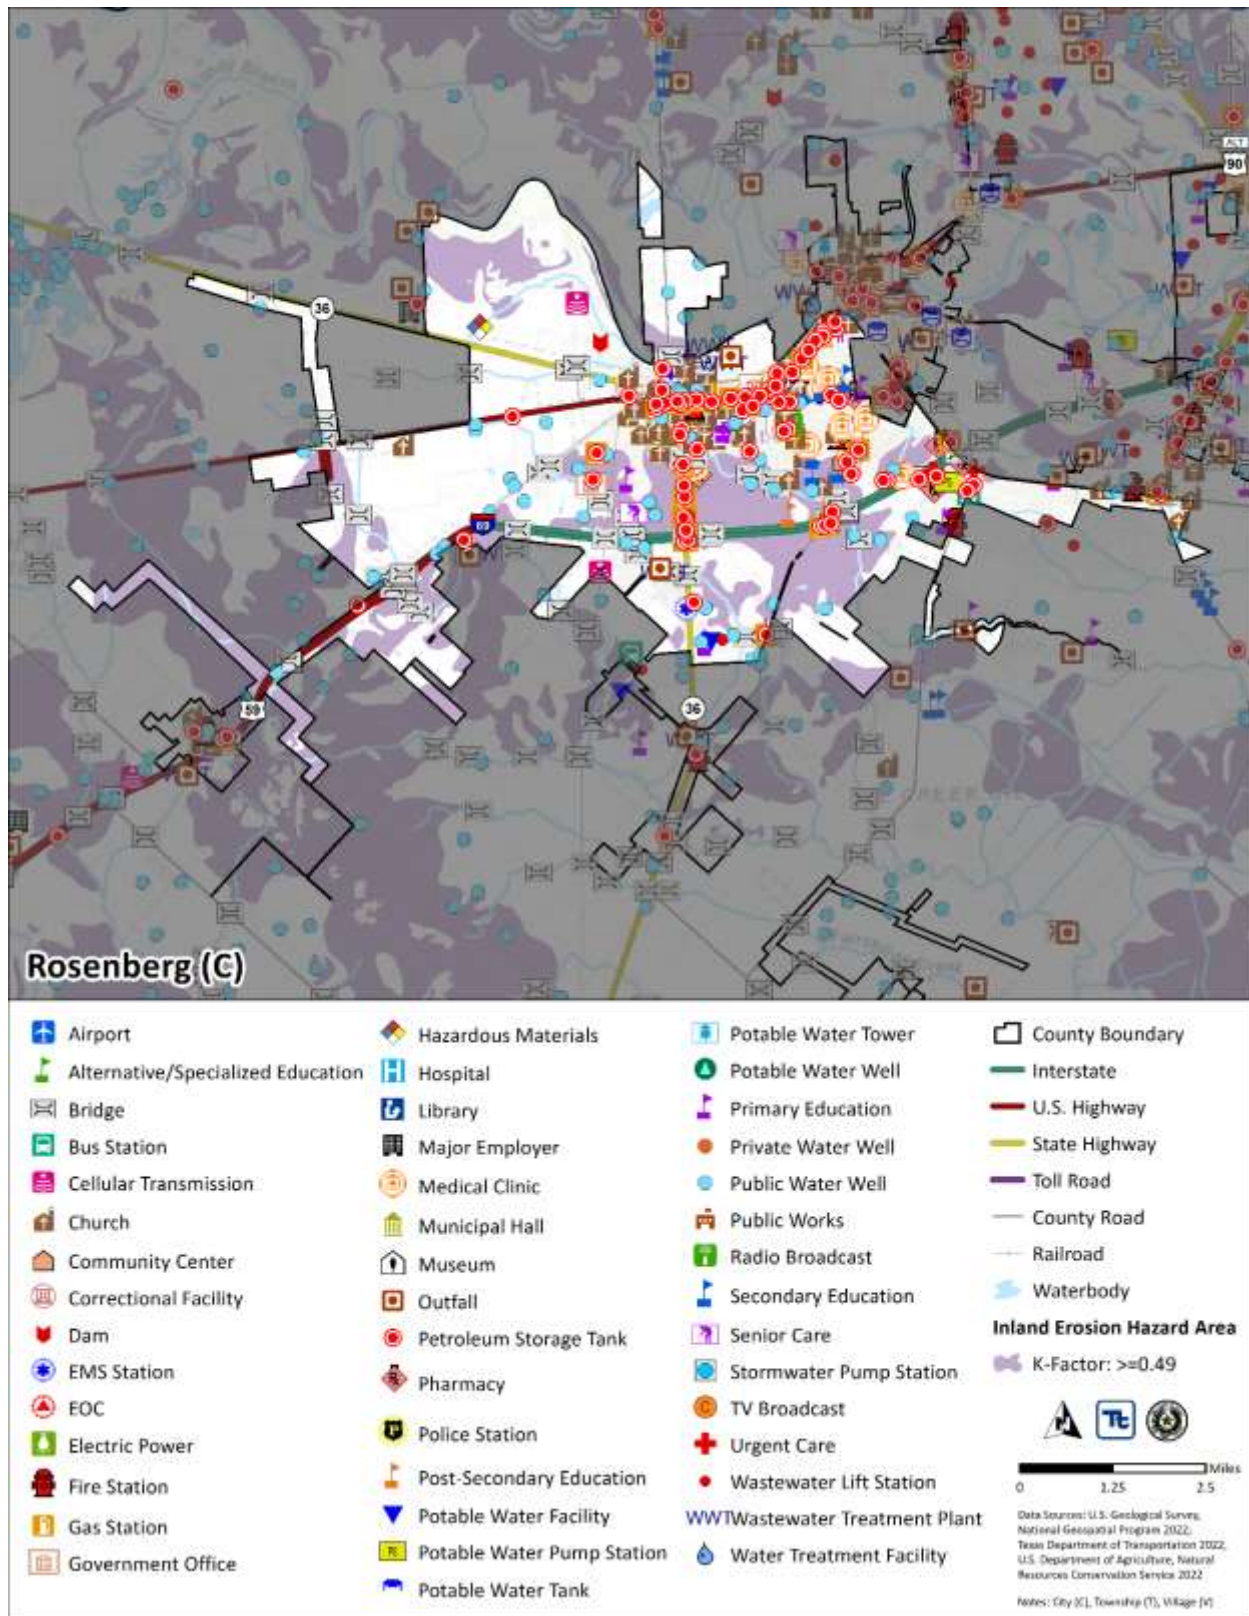 ALT
90
36
69
59
36
Rosenberg (C)
Airport
Alternative/Specialized Education
Bridge
Bus Station
Cellular Transmission
Church
Community Center
Correctional Facility
Dam
EMS Station
EOC
Electric Power
Fire Station
Gas Station
Government Office
Hazardous Materials
Hospital
Library
Major Employer
Medical Clinic
Municipal Hall
Museum
Outfall
Petroleum Storage Tank
Pharmacy
Police Station
Post-Secondary Education
Potable Water Facility
PS Potable Water Pump Station
Potable Water Tank
Potable Water Tower
Potable Water Well
Primary Education
Private Water Well
Public Water Well
Public Works
Radio Broadcast
Secondary Education
Senior Care
Stormwater Pump Station
C TV Broadcast
Urgent Care
Wastewater Lift Station
WWT Wastewater Treatment Plant
Water Treatment Facility
County Boundary
Interstate
U.S. Highway
State Highway
Toll Road
County Road
Railroad
Waterbody
Inland Erosion Hazard Area
K-Factor: >=0.49
Miles
0 1.25 2.5
Data Sources: U.S. Geological Survey,
National Geospatial Program 2022;
Texas Department of Transportation 2022,
U.S. Department of Agriculture, Natural
Resources Conservation Service 2022
Notes: City (C), Township (T), Village (V)